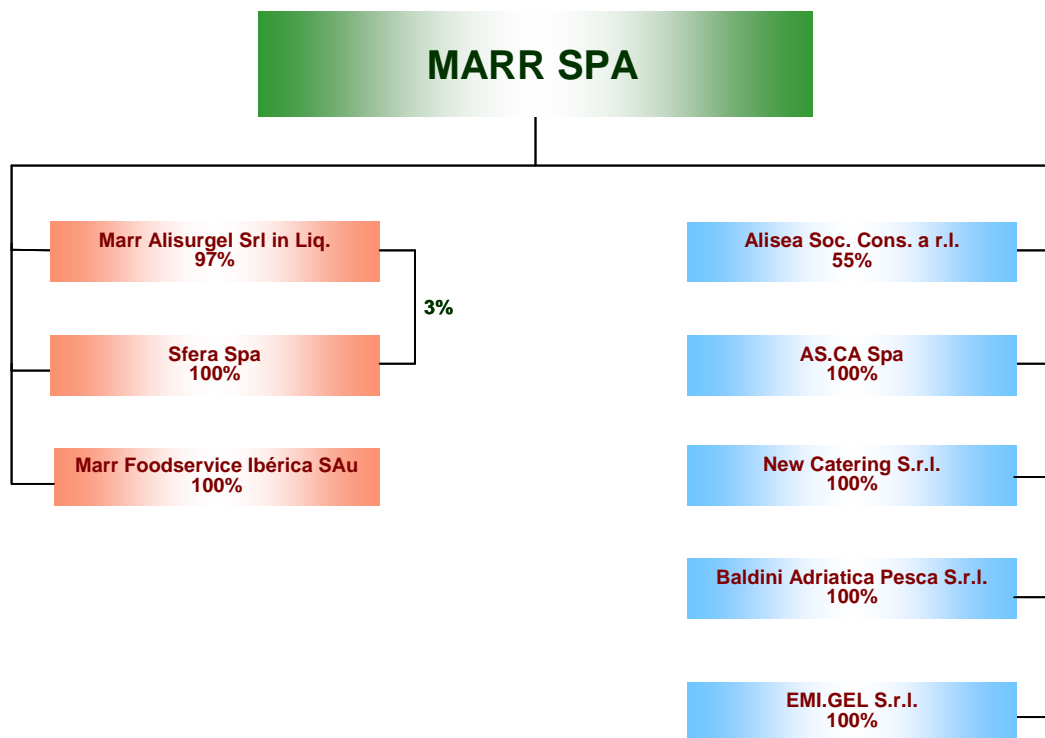 MARR SPA
Marr Alisurgel Srl in Liq.
97%
3%
Sfera Spa
100%
Marr Foodservice Ibérica SAu
100%
Alisea Soc. Cons. a r.l.
55%
AS.CA Spa
100%
New Catering S.r.l.
100%
Baldini Adriatica Pesca S.r.l.
100%
EMI.GEL S.r.l.
100%